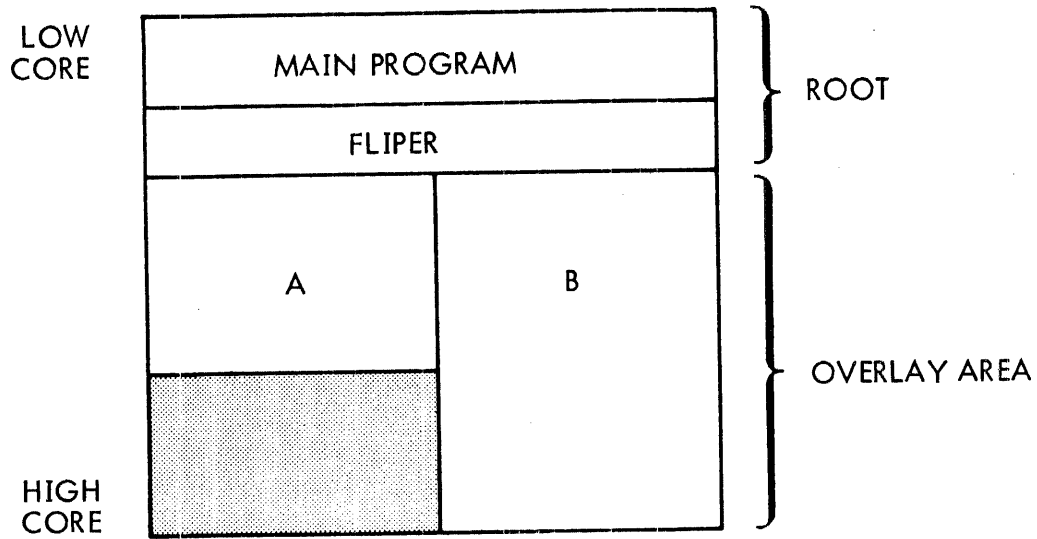 LOW
CORE
MAIN PROGRAM
ROOT
FLIPER
A
B
OVERLAY AREA
HIGH
CORE